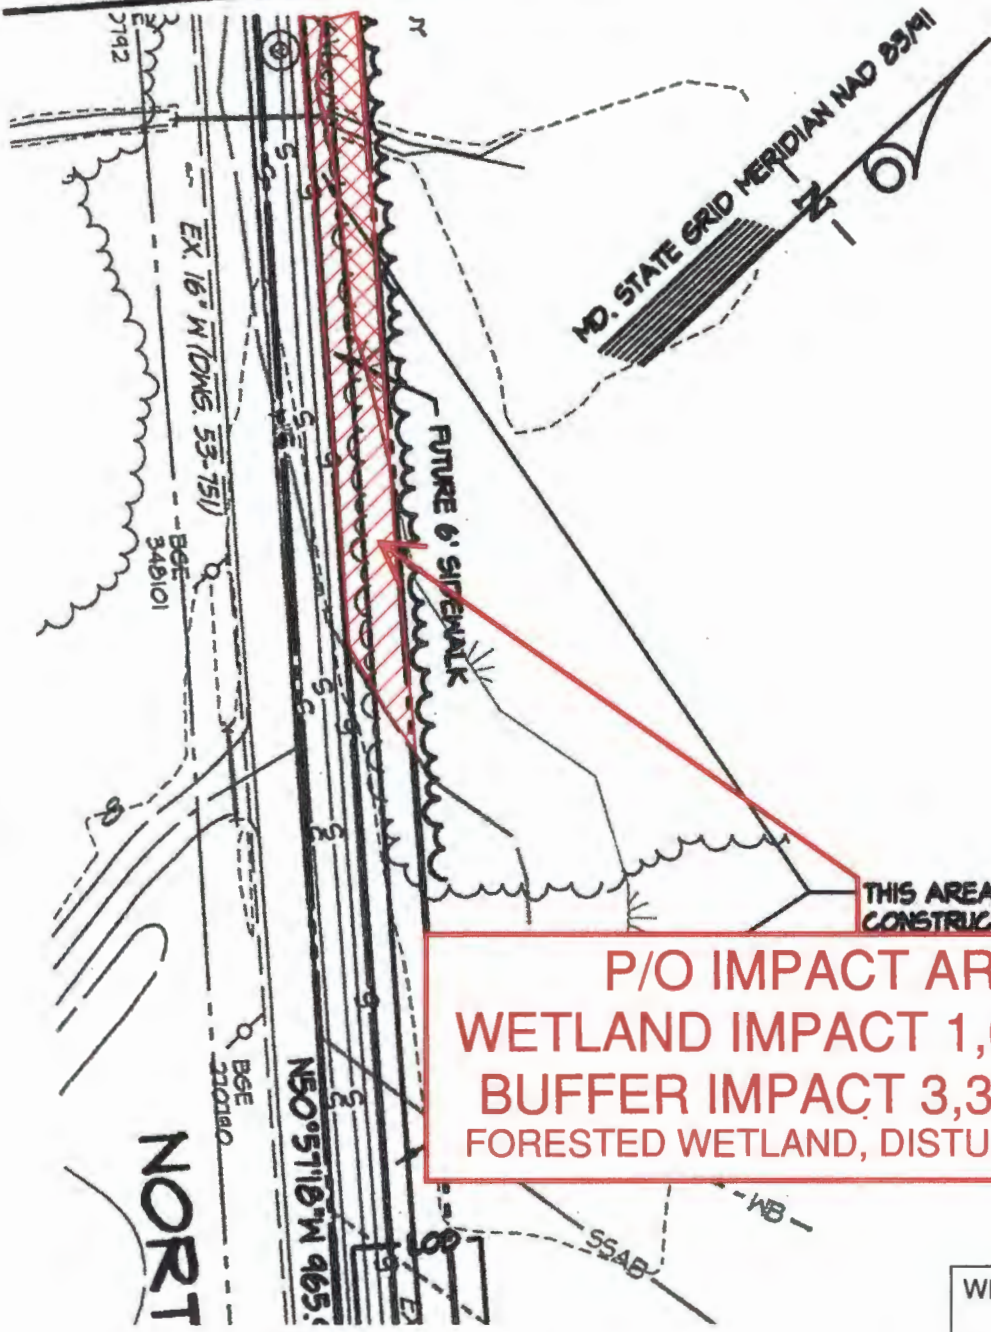 MD. STATE GRID MERIDIAN NAD 83/91
N
EX. 16" W (DWG. 53-751)
BGE
348101
FUTURE 6' SIDEWALK
THIS AREA
CONSTRUC
P/O IMPACT AR
WETLAND IMPACT 1,
BUFFER IMPACT 3,3
FORESTED WETLAND, DISTU
BGE
N50°57'18"W 965.
NORT
WB
SSAB